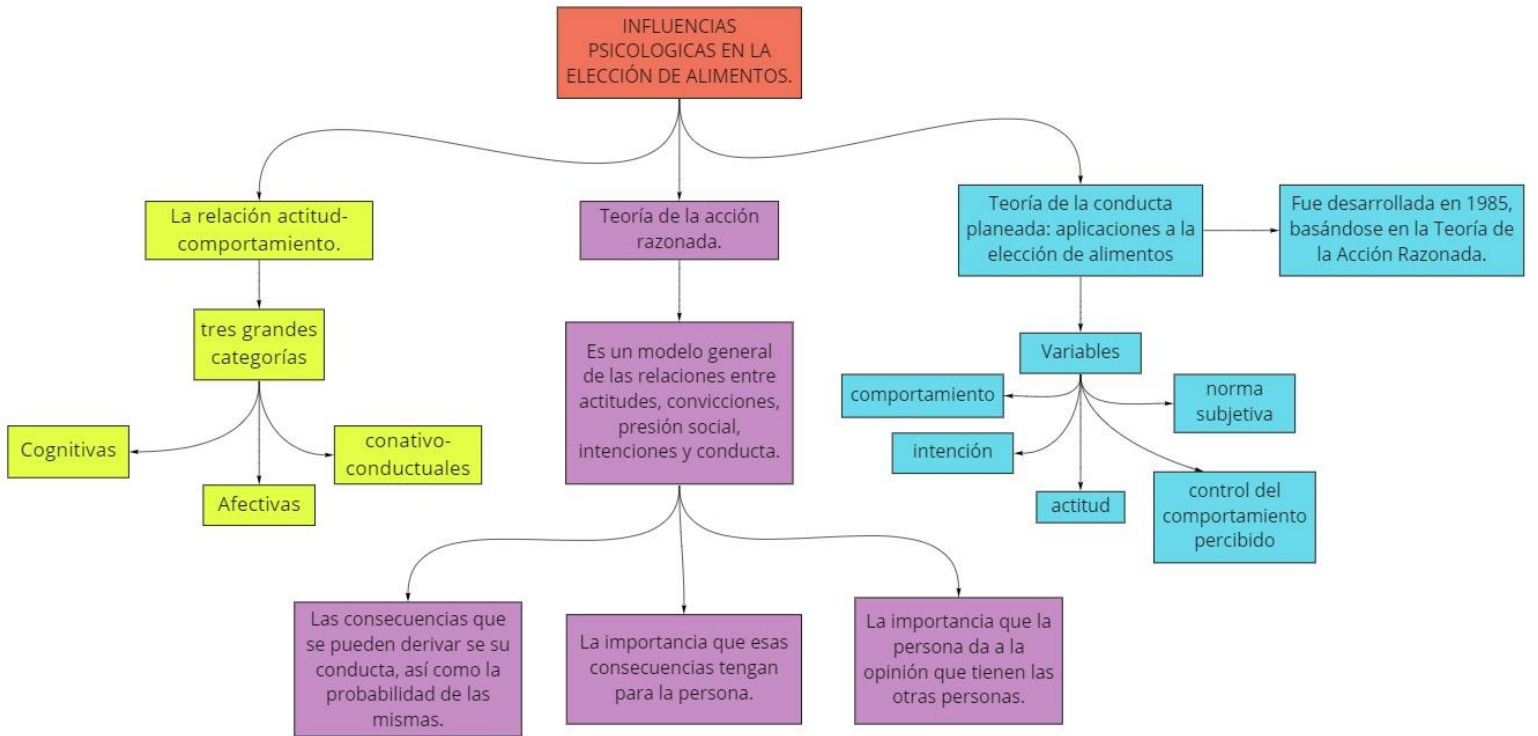 INFLUENCIAS
PSICOLOGICAS EN LA
ELECCIÓN DE ALIMENTOS.
La relación actitud-
comportamiento.
tres grandes
categorías
Cognitivas
Afectivas
conativo-
conductuales
Teoría de la acción
razonada.
Es un modelo general
de las relaciones entre
actitudes, convicciones,
presión social,
intenciones y conducta.
Las consecuencias que
se pueden derivar se su
conducta, así como la
probabilidad de las
mismas.
La importancia que esas
consecuencias tengan
para la persona.
La importancia que la
persona da a la
opinión que tienen las
otras personas.
Teoría de la conducta
planeada: aplicaciones a la
elección de alimentos
Fue desarrollada en 1985,
basándose en la Teoría de
la Acción Razonada.
Variables
comportamiento
intención
actitud
control del
comportamiento
percibido
norma
subjetiva